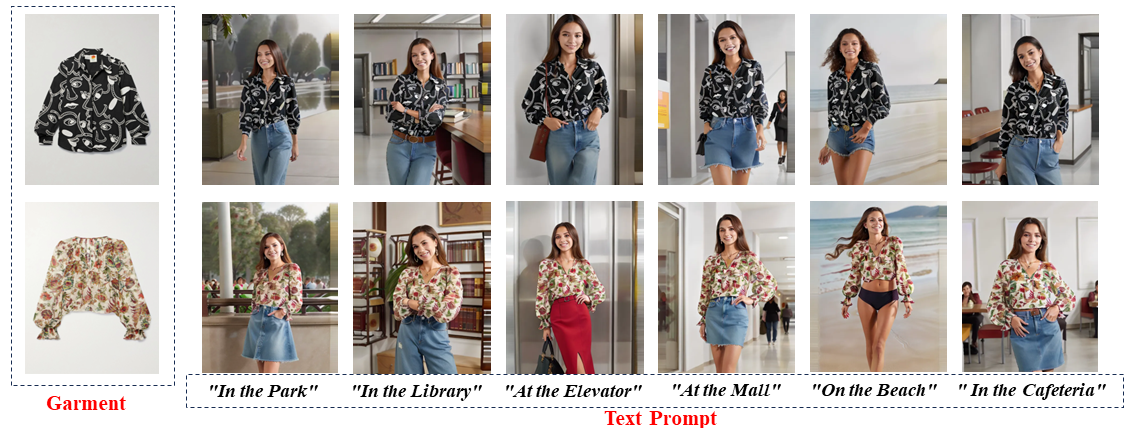 "In the Park" "In the Library" "At the Elevator" "At the Mall" "On the Beach" " In the Cafeteria"
Garment
Text Prompt